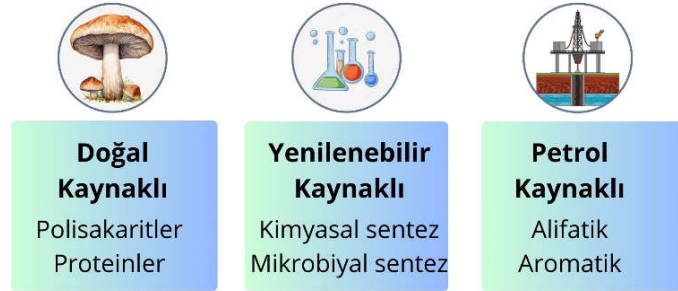 Doğal
Kaynaklı
Polisakaritler
Proteinler
Yenilenebilir
Kaynaklı
Kimyasal sentez
Mikrobiyal sentez
Petrol
Kaynaklı
Alifatik
Aromatik